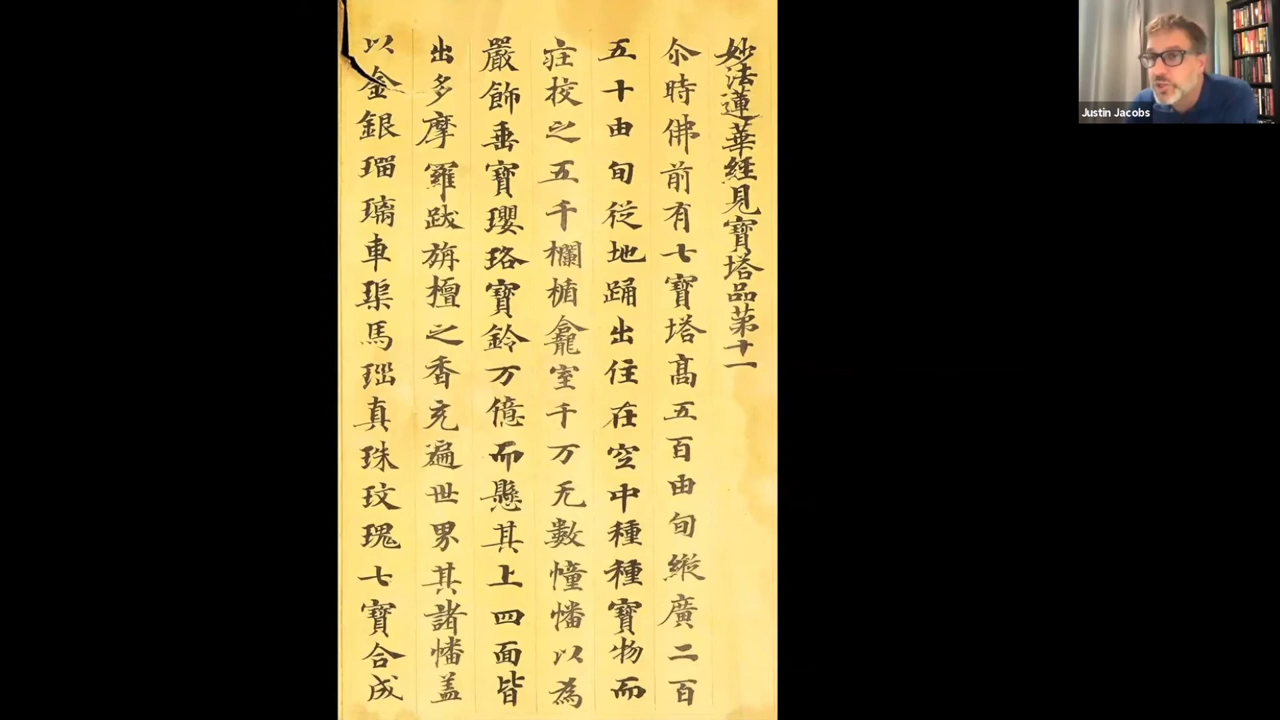 妙法蓮華經見寶塔品第十一
尒時佛前有七寶塔高五百由旬縱廣二百
五十由旬從地踊出住在空中種種寶物而
莊校之五千欄楯龕室千万无數幢幡以為
嚴飾垂寶瓔珞寶鈴万億而懸其上四面皆
出多摩羅跋旃檀之香充遍世界其諸幡蓋
以金銀瑠璃車磲馬瑙真珠玫瑰七寶合成
Justin Jacobs